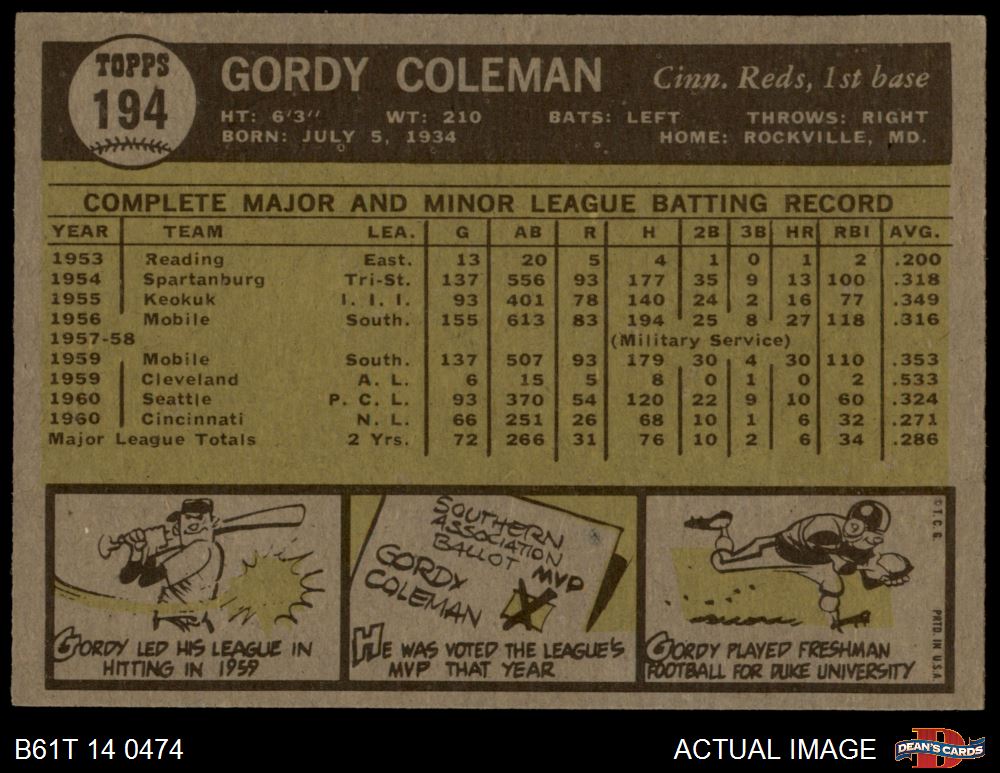 TOPPS
194
GORDY COLEMAN Cinn. Reds, 1st base
HT: 6'3" WT: 210 BATS: LEFT THROWS: RIGHT
BORN: JULY 5, 1934 HOME: ROCKVILLE, MD.
COMPLETE MAJOR AND MINOR LEAGUE BATTING RECORD
YEAR TEAM LEA. G AB R H 2B 3B HR RBI AVG.
1953 Reading East. 13 20 5 4 1 0 1 2 .200
1954 Spartanburg Tri-St. 137 556 93 177 35 9 13 100 .318
1955 Keokuk I. I. I. 93 401 78 140 24 2 16 77 .349
1956 Mobile South. 155 613 83 194 25 8 27 118 .316
1957-58 (Military Service)
1959 Mobile South. 137 507 93 179 30 4 30 110 .353
1959 Cleveland A. L. 6 15 5 8 0 1 0 2 .533
1960 Seattle P. C. L. 93 370 54 120 22 9 10 60 .324
1960 Cincinnati N. L. 66 251 26 68 10 1 6 32 .271
Major League Totals 2 Yrs. 72 266 31 76 10 2 6 34 .286
GORDY LED HIS LEAGUE IN
HITTING IN 1959
SOUTHERN
ASSOCIATION
BALLOT
MVP
GORDY
COLEMAN
HE WAS VOTED THE LEAGUE'S
MVP THAT YEAR
GORDY PLAYED FRESHMAN
FOOTBALL FOR DUKE UNIVERSITY
© T. C. G.
PRTD. IN U.S.A.
B61T 14 0474
ACTUAL IMAGE
D
DEAN'S CARDS